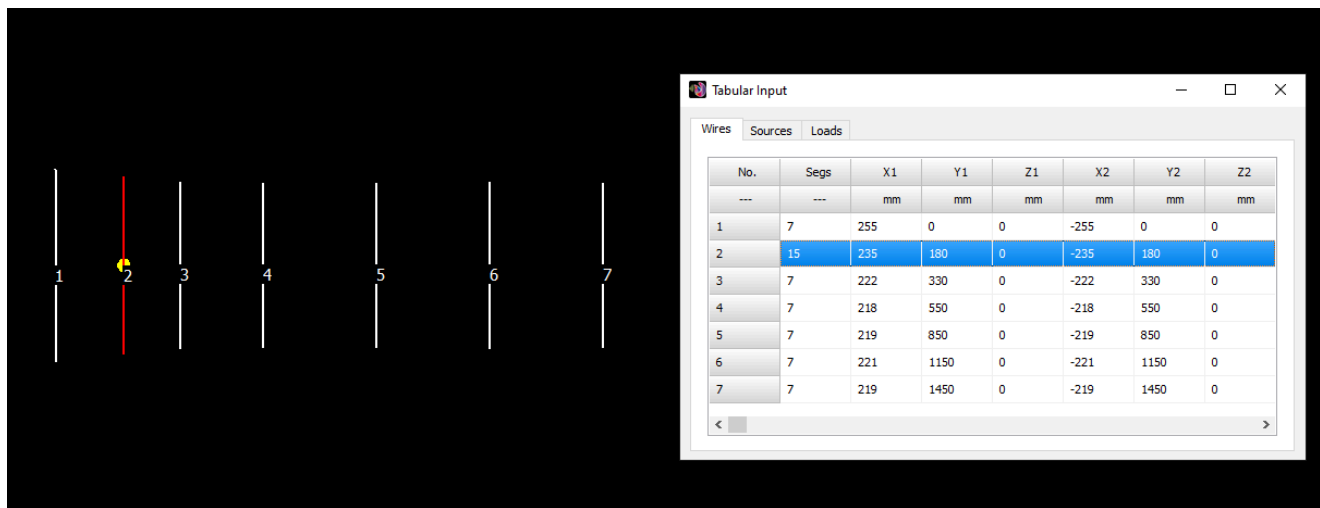 Tabular Input
Wires Sources Loads
No. Segs X1 Y1 Z1 X2 Y2 Z2
--- --- mm mm mm mm mm mm
1 7 255 0 0 -255 0 0
2 15 235 180 0 -235 180 0
3 7 222 330 0 -222 330 0
4 7 218 550 0 -218 550 0
5 7 219 850 0 -219 850 0
6 7 221 1150 0 -221 1150 0
7 7 219 1450 0 -219 1450 0
1 2 3 4 5 6 7